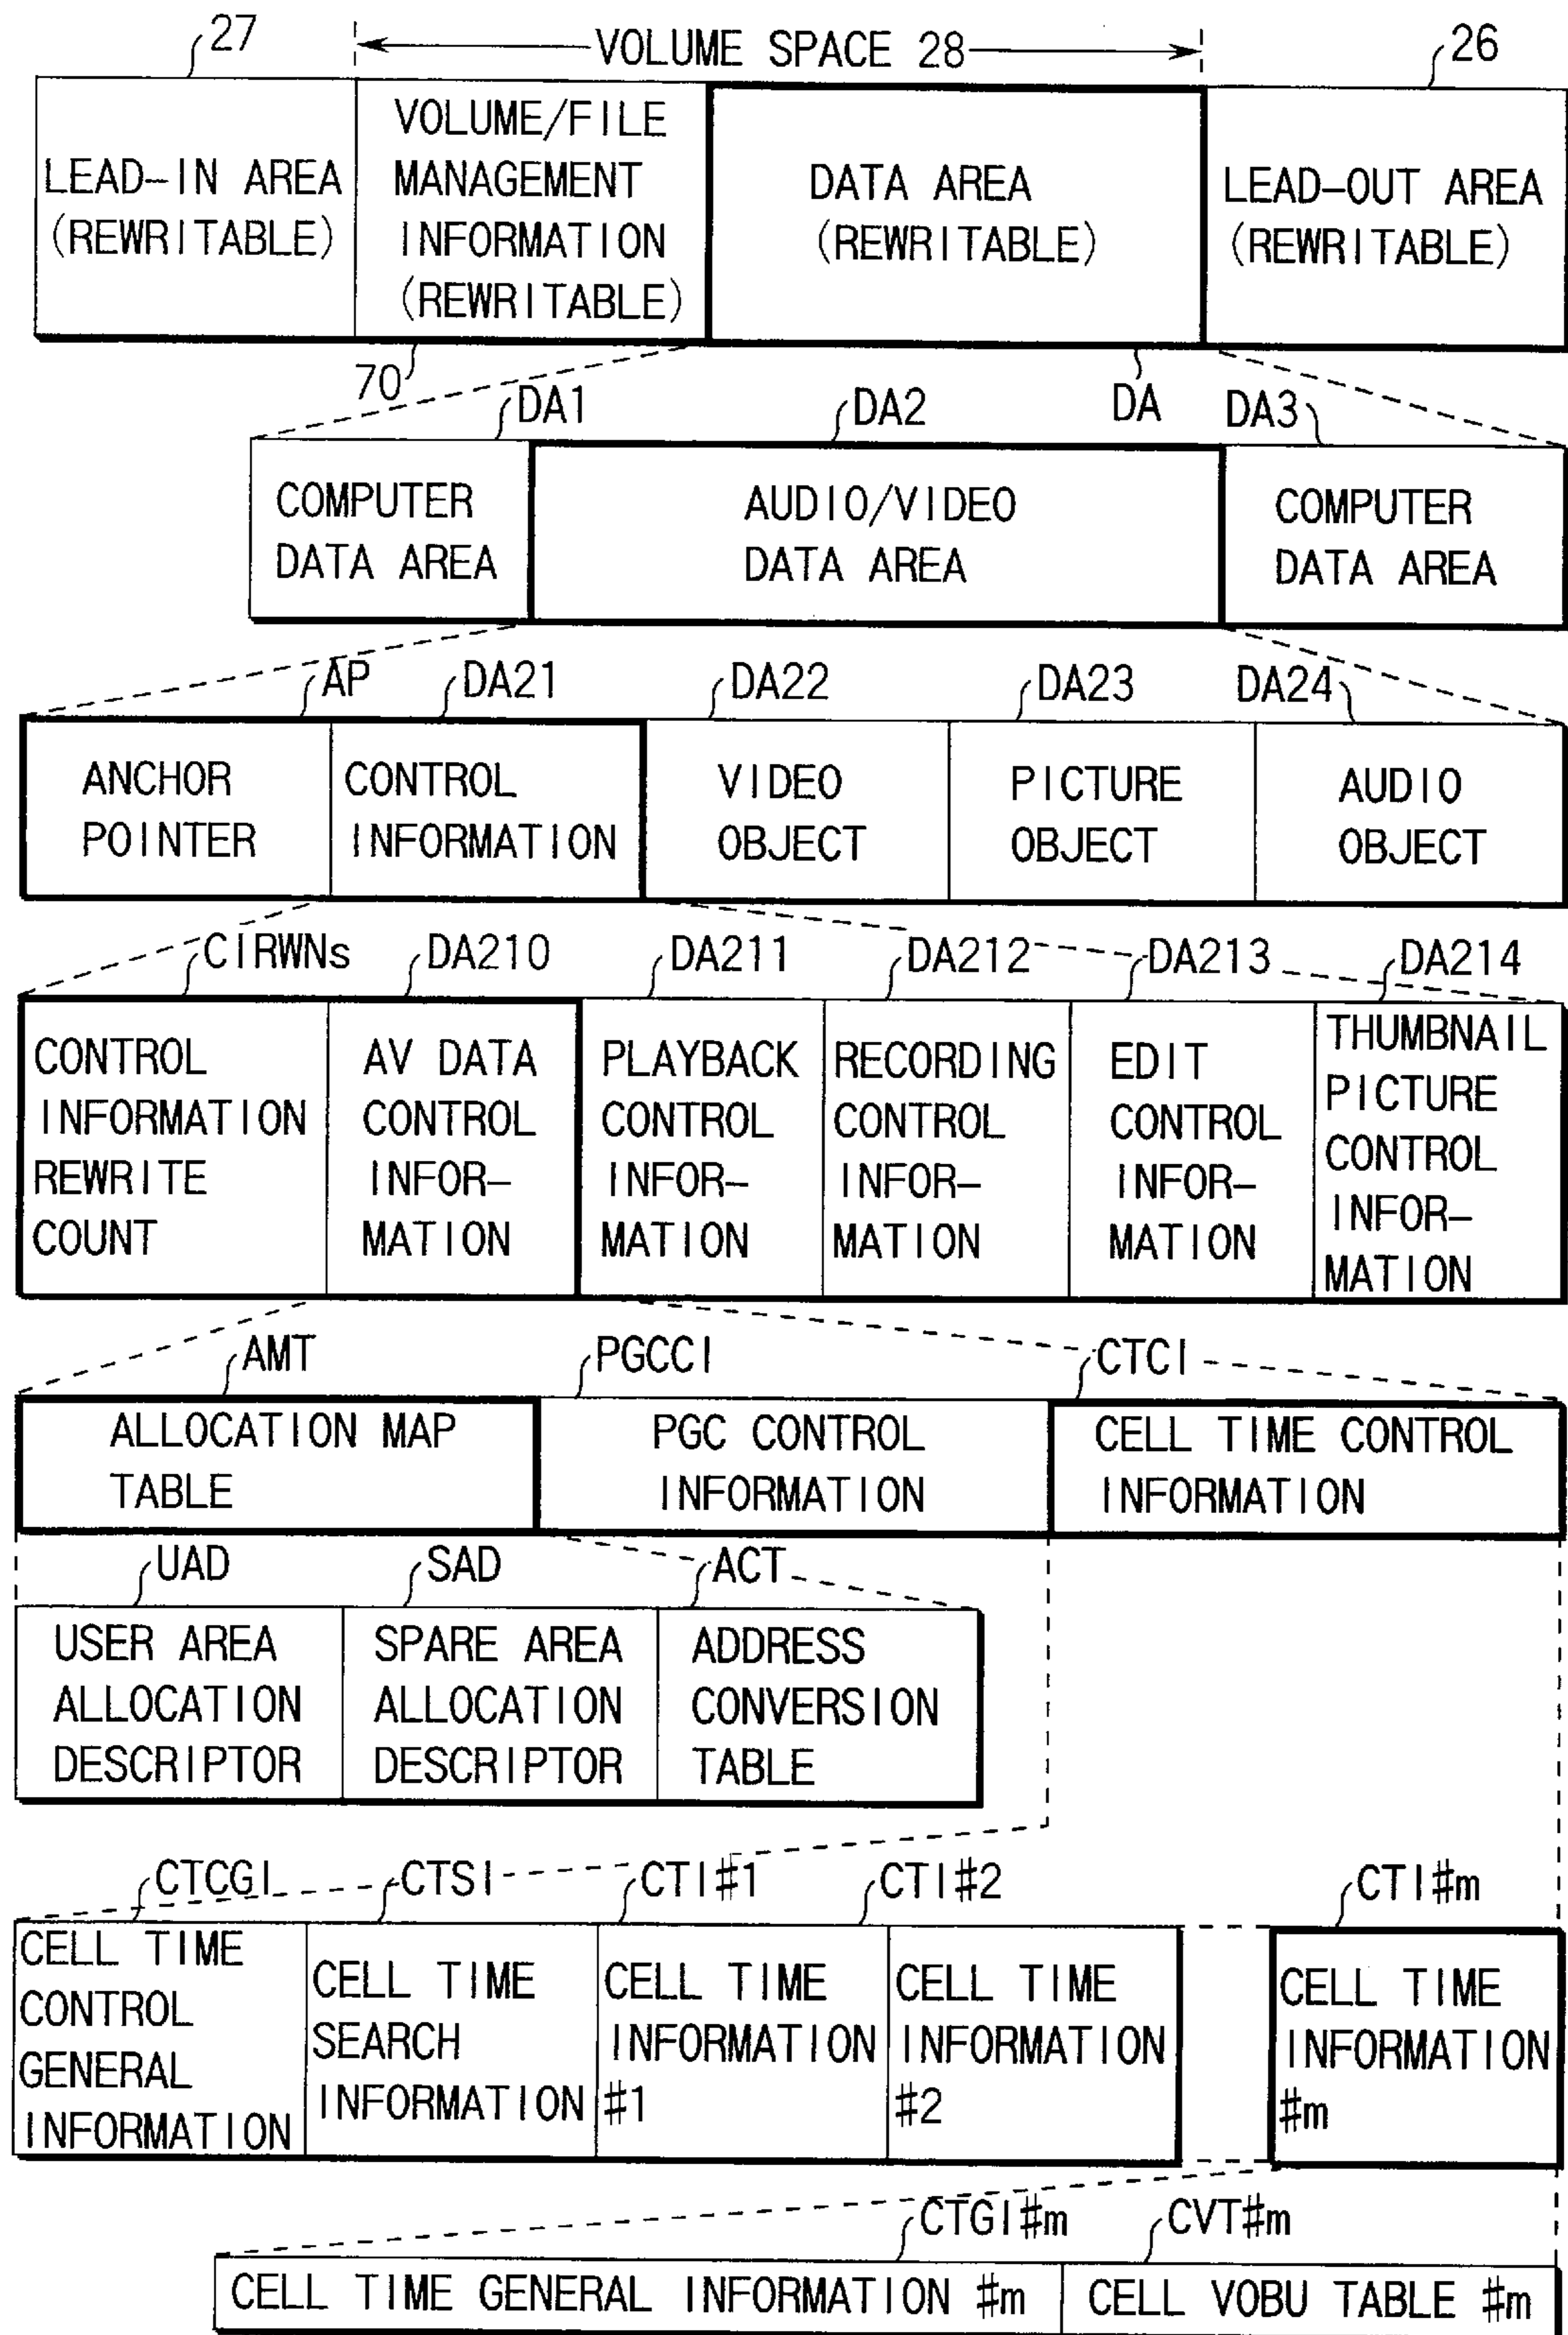 27
VOLUME SPACE 28
26
LEAD-IN AREA
(REWRITABLE)
VOLUME/FILE
MANAGEMENT
INFORMATION
(REWRITABLE)
DATA AREA
(REWRITABLE)
LEAD-OUT AREA
(REWRITABLE)
70
DA
DA1
DA2
DA3
COMPUTER
DATA AREA
AUDIO/VIDEO
DATA AREA
COMPUTER
DATA AREA
AP
DA21
DA22
DA23
DA24
ANCHOR
POINTER
CONTROL
INFORMATION
VIDEO
OBJECT
PICTURE
OBJECT
AUDIO
OBJECT
CIRWNs
DA210
DA211
DA212
DA213
DA214
CONTROL
INFORMATION
REWRITE
COUNT
AV DATA
CONTROL
INFOR-
MATION
PLAYBACK
CONTROL
INFOR-
MATION
RECORDING
CONTROL
INFOR-
MATION
EDIT
CONTROL
INFOR-
MATION
THUMBNAIL
PICTURE
CONTROL
INFOR-
MATION
AMT
PGCCI
CTCI
ALLOCATION MAP
TABLE
PGC CONTROL
INFORMATION
CELL TIME CONTROL
INFORMATION
UAD
SAD
ACT
USER AREA
ALLOCATION
DESCRIPTOR
SPARE AREA
ALLOCATION
DESCRIPTOR
ADDRESS
CONVERSION
TABLE
CTCGI
CTSI
CTI#1
CTI#2
CTI#m
CELL TIME
CONTROL
GENERAL
INFORMATION
CELL TIME
SEARCH
INFORMATION
CELL TIME
INFORMATION
#1
CELL TIME
INFORMATION
#2
CELL TIME
INFORMATION
#m
CTGI#m
CVT#m
CELL TIME GENERAL INFORMATION #m
CELL VOBU TABLE #m